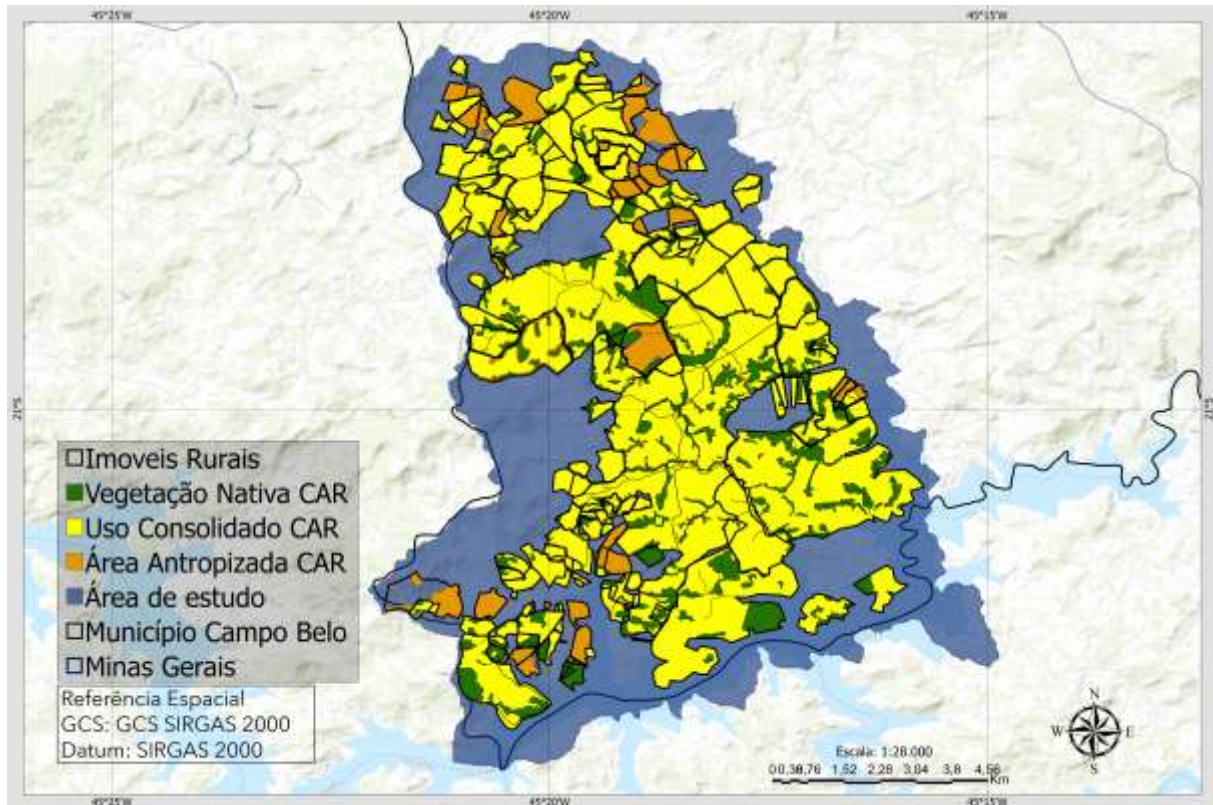 45°25'W 45°20'W 45°15'W
21°S 21°S
Imoveis Rurais
Vegetação Nativa CAR
Uso Consolidado CAR
Área Antropizada CAR
Área de estudo
Município Campo Belo
Minas Gerais
Referência Espacial
GCS: GCS SIRGAS 2000
Datum: SIRGAS 2000
N
W E
S
Escala: 1:28.000
1,52 2,28 3,04 3,8 4,56
Km
45°25'W 45°20'W 45°15'W